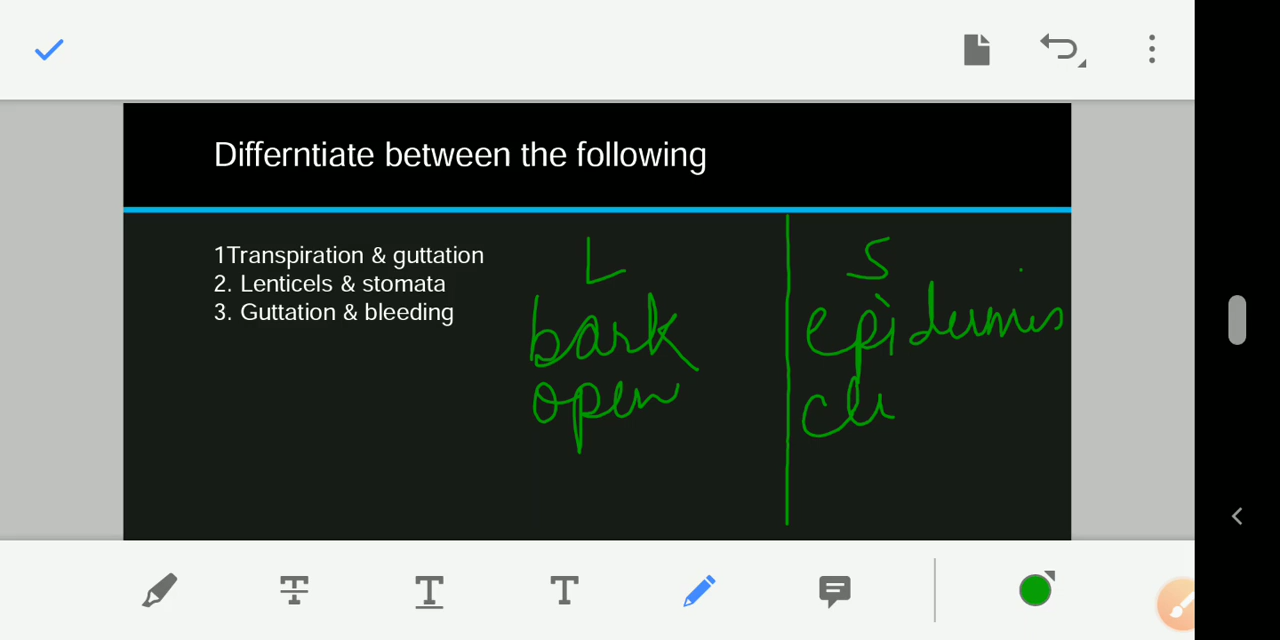 Differntiate between the following
1Transpiration & guttation
2. Lenticels & stomata
3. Guttation & bleeding
L
bark
open
S
epidermis